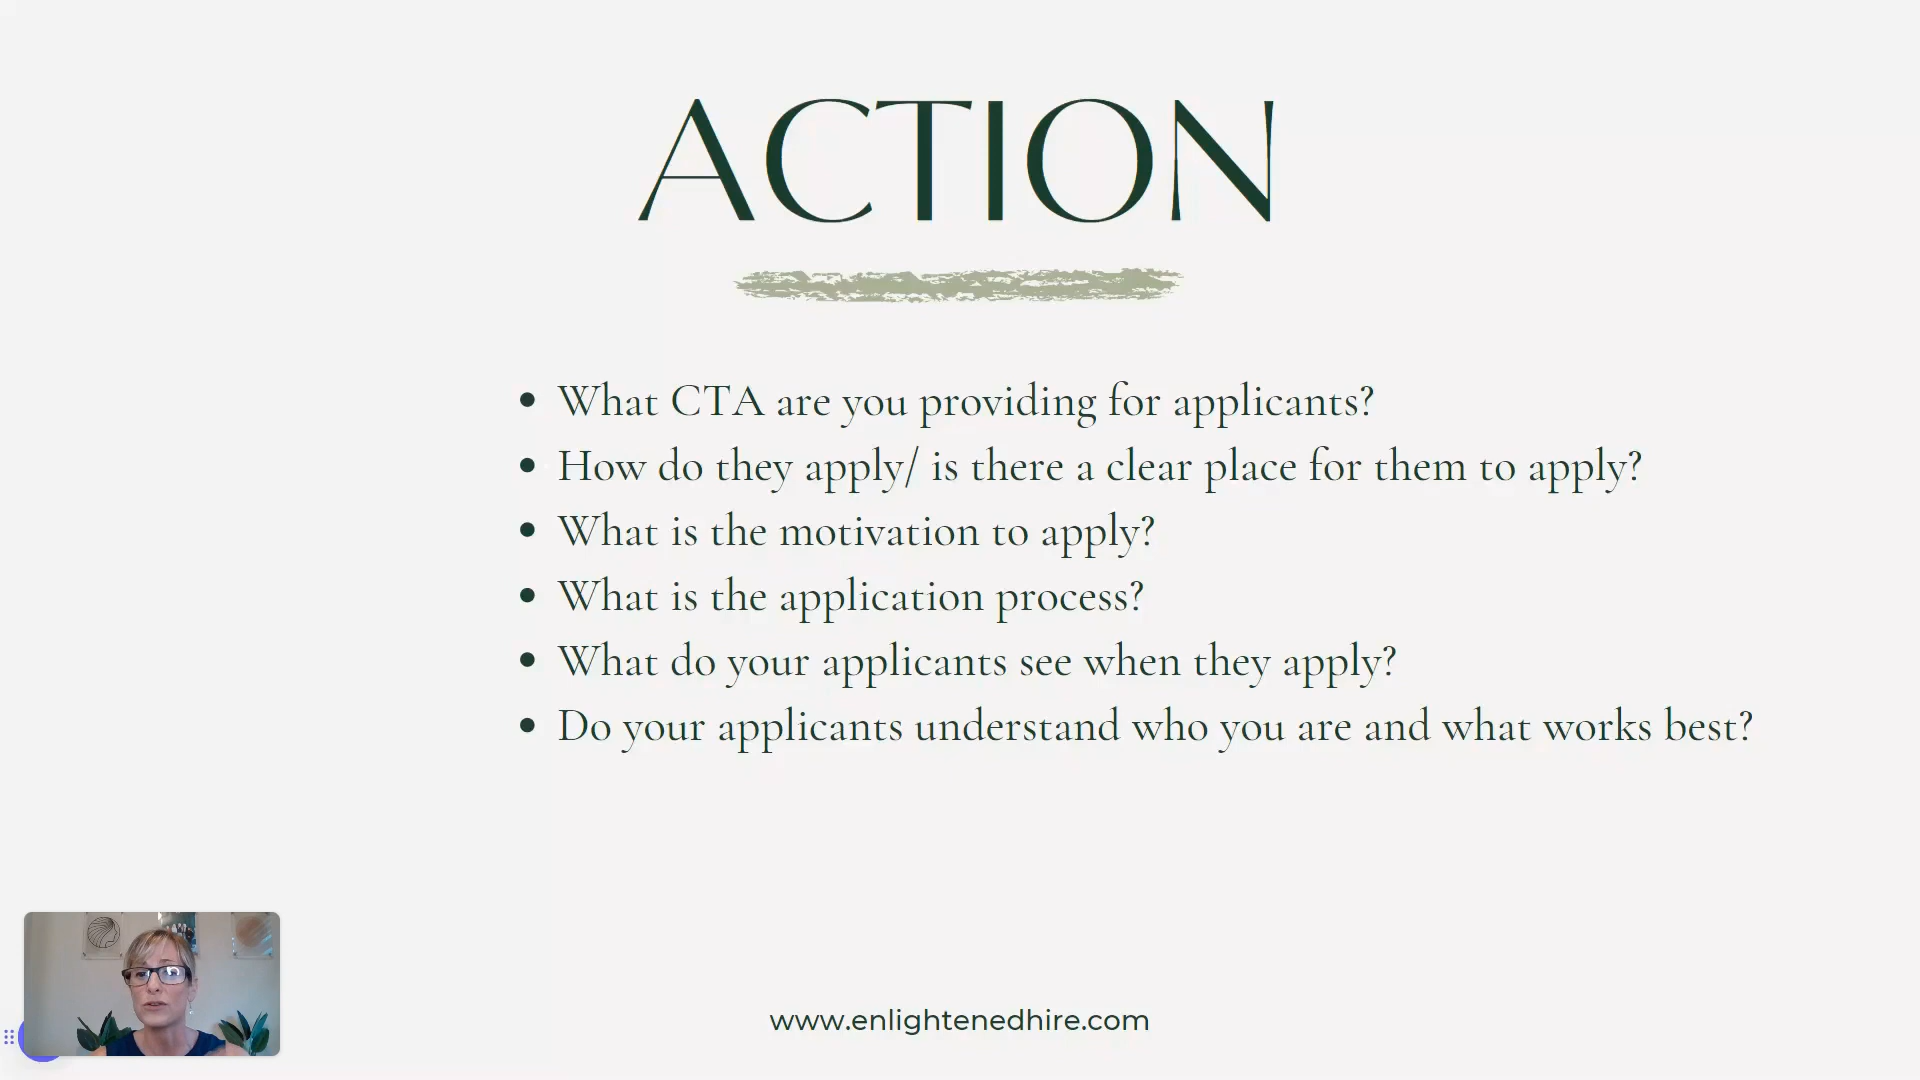 ACTION
• What CTA are you providing for applicants?
• How do they apply/ is there a clear place for them to apply?
• What is the motivation to apply?
• What is the application process?
• What do your applicants see when they apply?
• Do your applicants understand who you are and what works best?
www.enlightenedhire.com